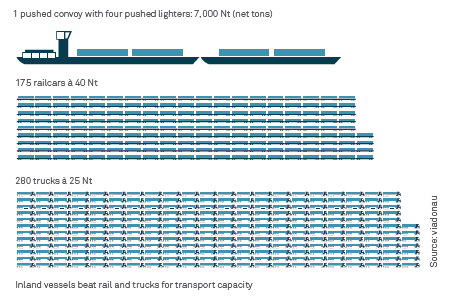 1 pushed convoy with four pushed lighters: 7,000 Nt (net tons)
175 railcars à 40 Nt
280 trucks à 25 Nt
Source: viadonau
Inland vessels beat rail and trucks for transport capacity